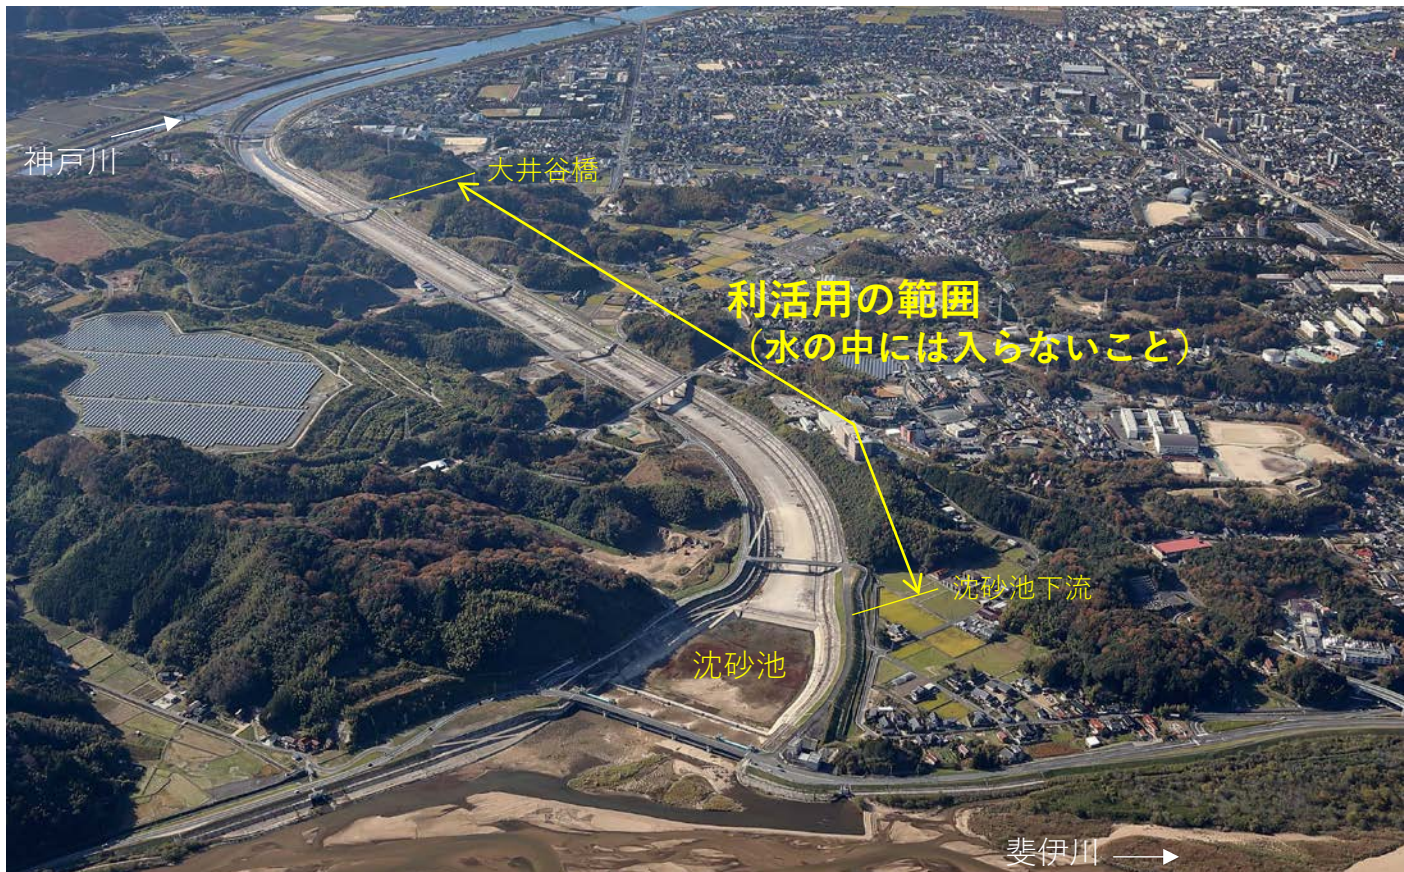 神戸川
大井谷橋
利活用の範囲
（水の中には入らないこと）
沈砂池下流
沈砂池
斐伊川